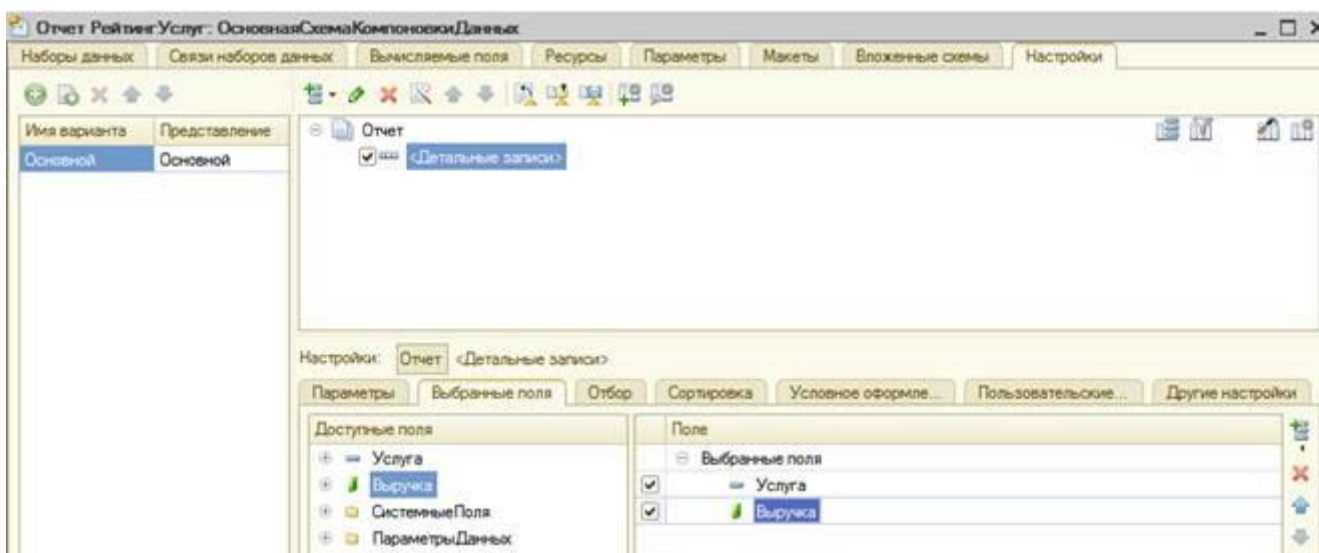 Отчет РейтингУслуг: ОсновнаяСхемаКомпоновкиДанных
Наборы данных Связи наборов данных Вычисляемые поля Ресурсы Параметры Макеты Вложенные схемы Настройки
Имя варианта Представление
Основной Основной
Отчет
<Детальные записи>
Настройки: Отчет <Детальные записи>
Параметры Выбранные поля Отбор Сортировка Условное оформле... Пользовательские... Другие настройки
Доступные поля Поле
Услуга Выбранные поля
Выручка Услуга
СистемныеПоля Выручка
ПараметрыДанных